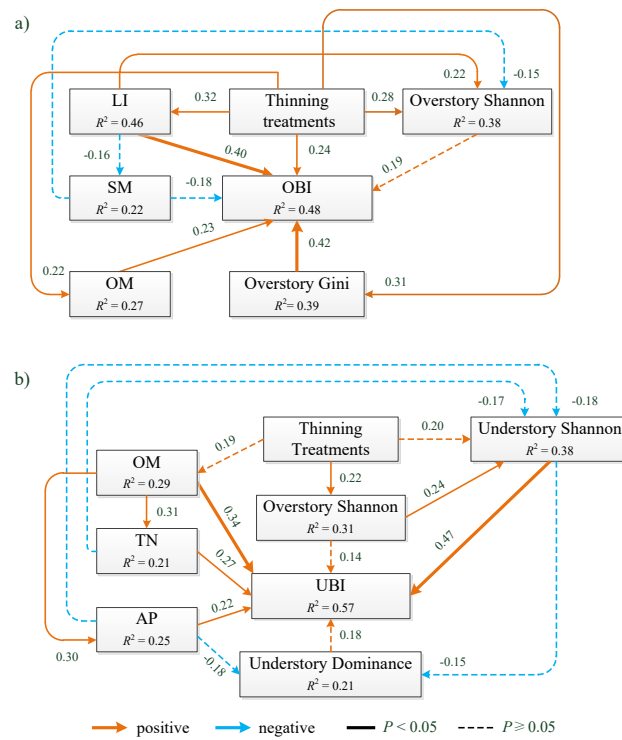 a)
0.22
-0.15
LI
R² = 0.46
0.32
Thinning
treatments
0.28
Overstory Shannon
R² = 0.38
-0.16
0.40
0.24
0.19
SM
R² = 0.22
-0.18
OBI
R² = 0.48
0.23
0.42
0.22
OM
R² = 0.27
Overstory Gini
R²= 0.39
0.31
b)
-0.17
-0.18
OM
R² = 0.29
0.19
Thinning
Treatments
0.20
Understory Shannon
R² = 0.38
0.31
0.34
0.22
0.24
Overstory Shannon
R² = 0.31
TN
R² = 0.21
0.27
0.14
0.47
UBI
R² = 0.57
AP
R² = 0.25
0.22
0.30
-0.18
0.18
-0.15
Understory Dominance
R² = 0.21
positive
negative
P < 0.05
P ≥ 0.05